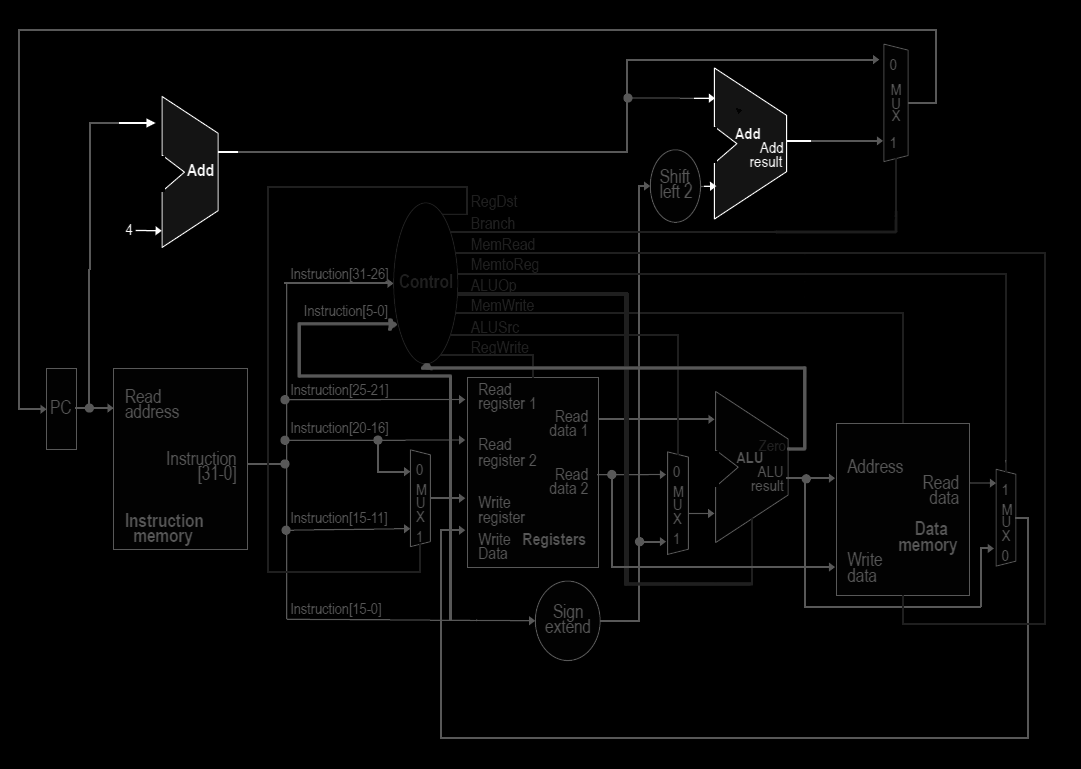 0
M
U
X
1
Add
Add
result
Add
4
Shift
left 2
RegDst
Branch
MemRead
MemtoReg
ALUOp
MemWrite
ALUSrc
RegWrite
Control
Instruction[31-26]
Instruction[5-0]
Instruction[25-21]
Instruction[20-16]
Instruction[15-11]
Instruction[15-0]
PC
Read
address
Instruction
[31-0]
Instruction
memory
0
M
U
X
1
Read
register 1
Read
register 2
Write
register
Write
Data
Read
data 1
Read
data 2
Registers
Sign
extend
0
M
U
X
1
Zero
ALU
ALU
result
Address
Read
data
Data
memory
Write
data
1
M
U
X
0